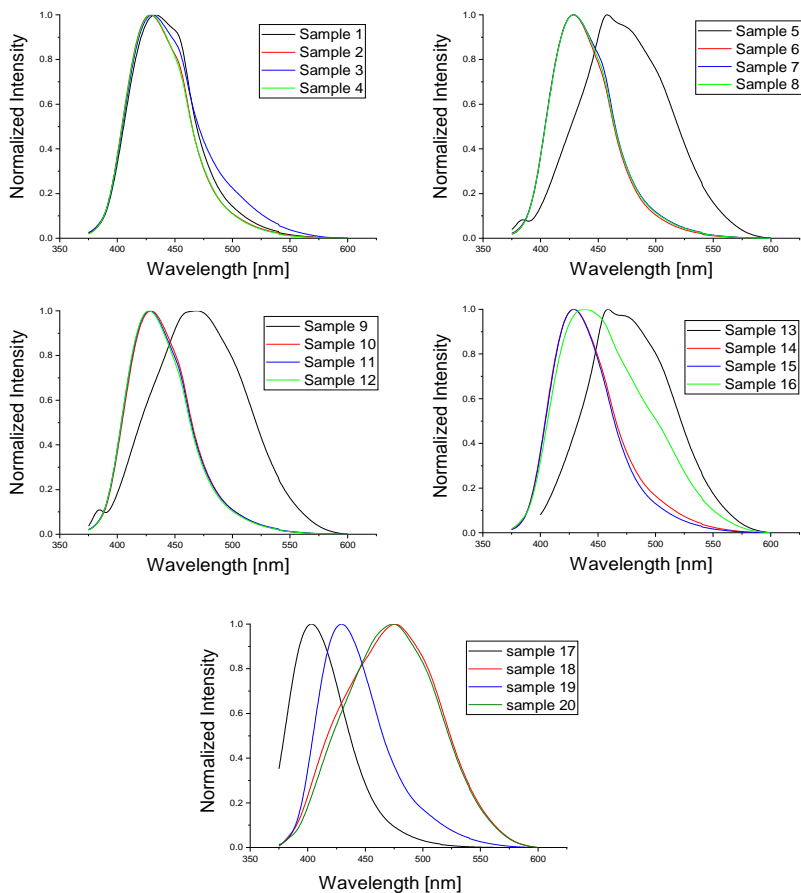 1.0
0.8
0.6
0.4
0.2
0.0
350 400 450 500 550 600
Normalized Intensity
Wavelength [nm]
Sample 1
Sample 2
Sample 3
Sample 4
1.0
0.8
0.6
0.4
0.2
0.0
350 400 450 500 550 600
Normalized Intensity
Wavelength [nm]
Sample 5
Sample 6
Sample 7
Sample 8
1.0
0.8
0.6
0.4
0.2
0.0
350 400 450 500 550 600
Normalized Intensity
Wavelength [nm]
Sample 9
Sample 10
Sample 11
Sample 12
1.0
0.8
0.6
0.4
0.2
0.0
350 400 450 500 550 600
Normalized Intensity
Wavelength [nm]
Sample 13
Sample 14
Sample 15
Sample 16
1.0
0.8
0.6
0.4
0.2
0.0
350 400 450 500 550 600
Normalized Intensity
Wavelength [nm]
sample 17
sample 18
sample 19
sample 20